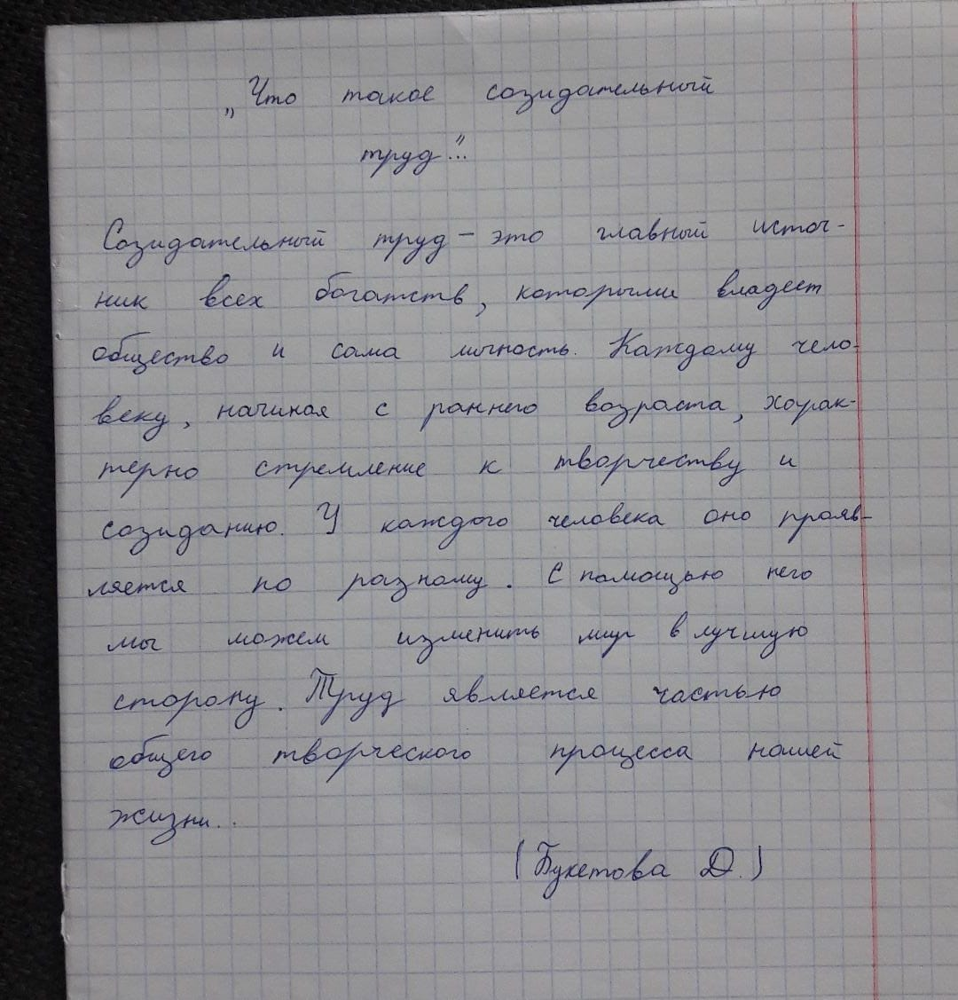 „Что такое созидательный
труд"...
Созидательный труд – это главный источ-
ник всех богатств, которыми владеет
общество и сама личность. Каждому чело-
веку, начиная с раннего возраста, харак-
терно стремление к творчеству и
созиданию. У каждого человека оно прояв-
ляется по разному. С помощью него
мы можем изменить мир в лучшую
сторону. Труд является частью
общего творческого процесса нашей
жизни...
(Букетова Д.)